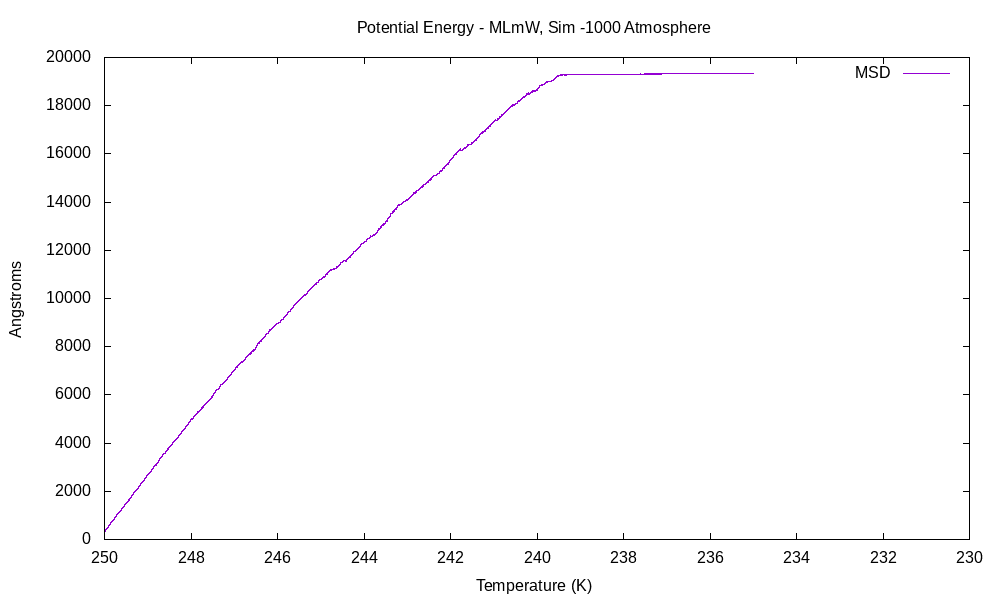 Potential Energy - MLmW, Sim -1000 Atmosphere
20000
18000
16000
14000
12000
10000
8000
6000
4000
2000
0
Angstroms
MSD
250 248 246 244 242 240 238 236 234 232 230
Temperature (K)